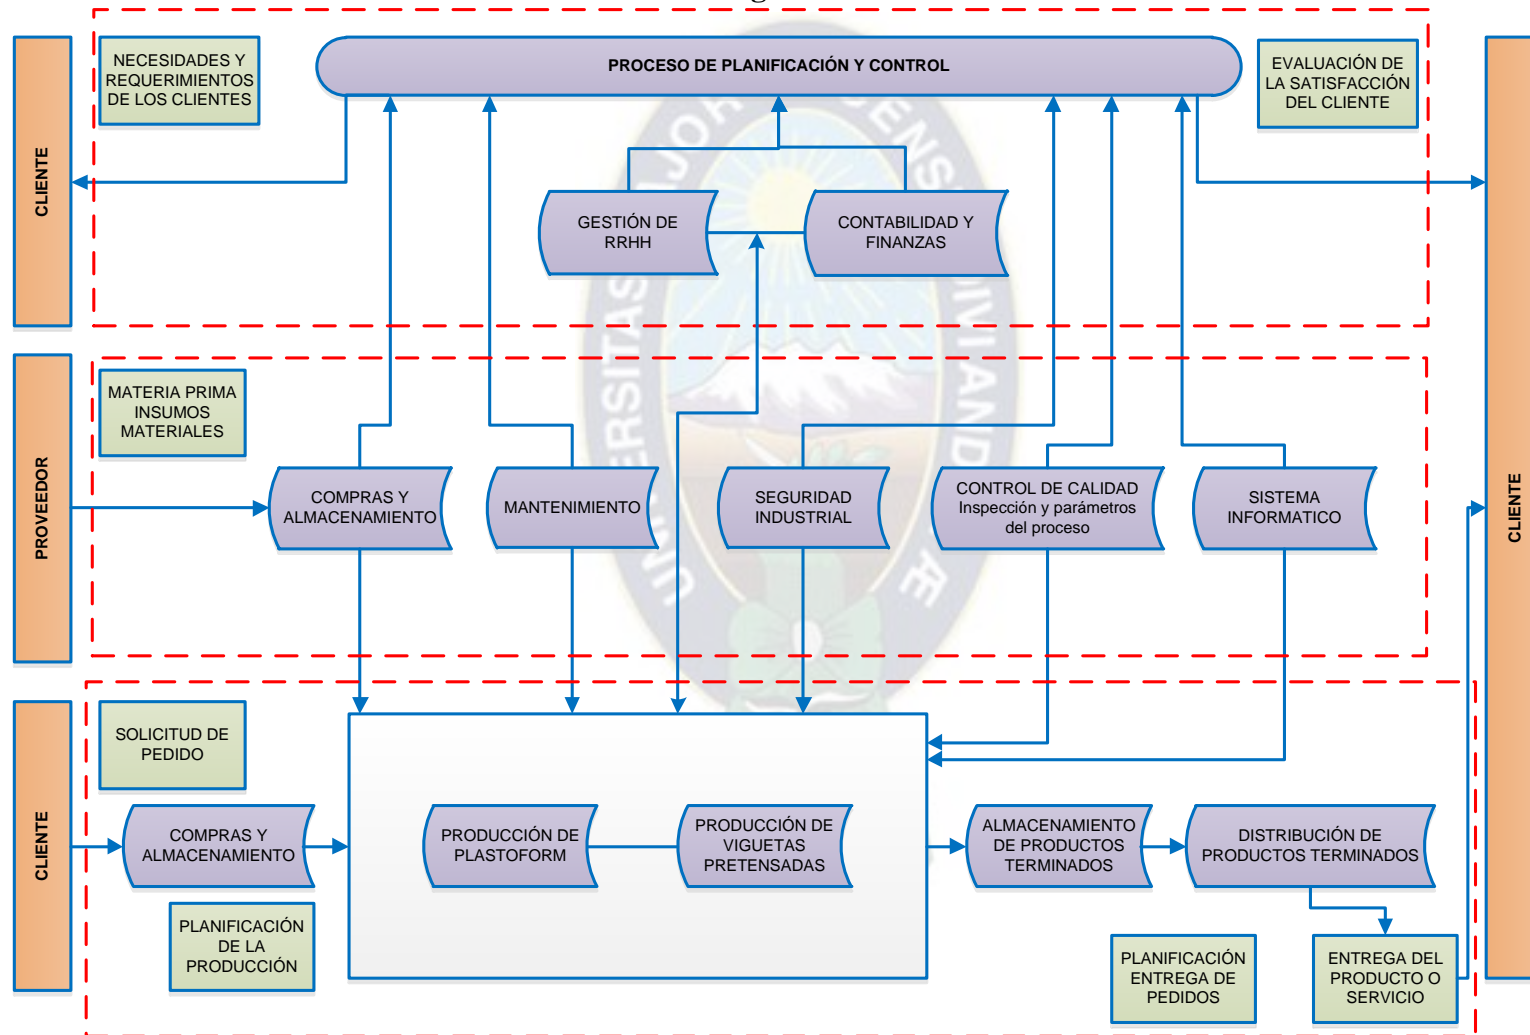 NECESIDADES Y
REQUERIMIENTOS
DE LOS CLIENTES
PROCESO DE PLANIFICACIÓN Y CONTROL
EVALUACIÓN DE
LA SATISFACCIÓN
DEL CLIENTE
CLIENTE
GESTIÓN DE
RRHH
CONTABILIDAD Y
FINANZAS
MATERIA PRIMA
INSUMOS
MATERIALES
PROVEEDOR
COMPRAS Y
ALMACENAMIENTO
MANTENIMIENTO
SEGURIDAD
INDUSTRIAL
CONTROL DE CALIDAD
Inspección y parámetros
del proceso
SISTEMA
INFORMATICO
CLIENTE
SOLICITUD DE
PEDIDO
CLIENTE
COMPRAS Y
ALMACENAMIENTO
PRODUCCIÓN DE
PLASTOFORM
PRODUCCIÓN DE
VIGUETAS
PRETENSADAS
ALMACENAMIENTO
DE PRODUCTOS
TERMINADOS
DISTRIBUCIÓN DE
PRODUCTOS TERMINADOS
PLANIFICACIÓN
DE LA
PRODUCCIÓN
PLANIFICACIÓN
ENTREGA DE
PEDIDOS
ENTREGA DEL
PRODUCTO O
SERVICIO